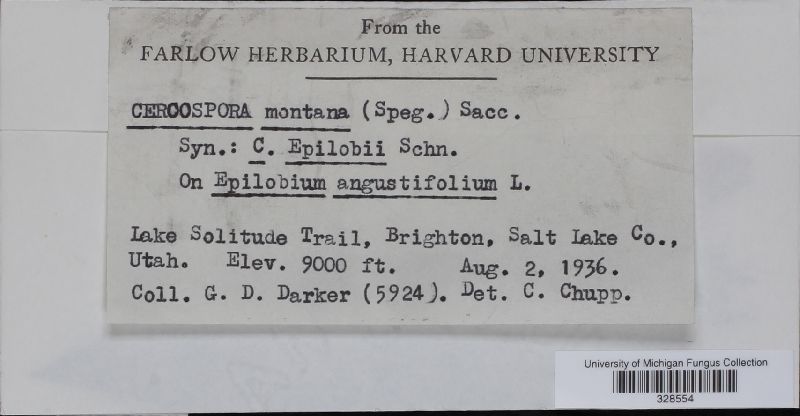 From the
FARLOW HERBARIUM, HARVARD UNIVERSITY
CERCOSPORA montana (Speg.) Sacc.
Syn.: C. Epilobii Schn.
On Epilobium angustifolium L.
Lake Solitude Trail, Brighton, Salt Lake Co.,
Utah. Elev. 9000 ft. Aug. 2, 1936.
Coll. G. D. Darker (5924). Det. C. Chupp.
University of Michigan Fungus Collection
328554